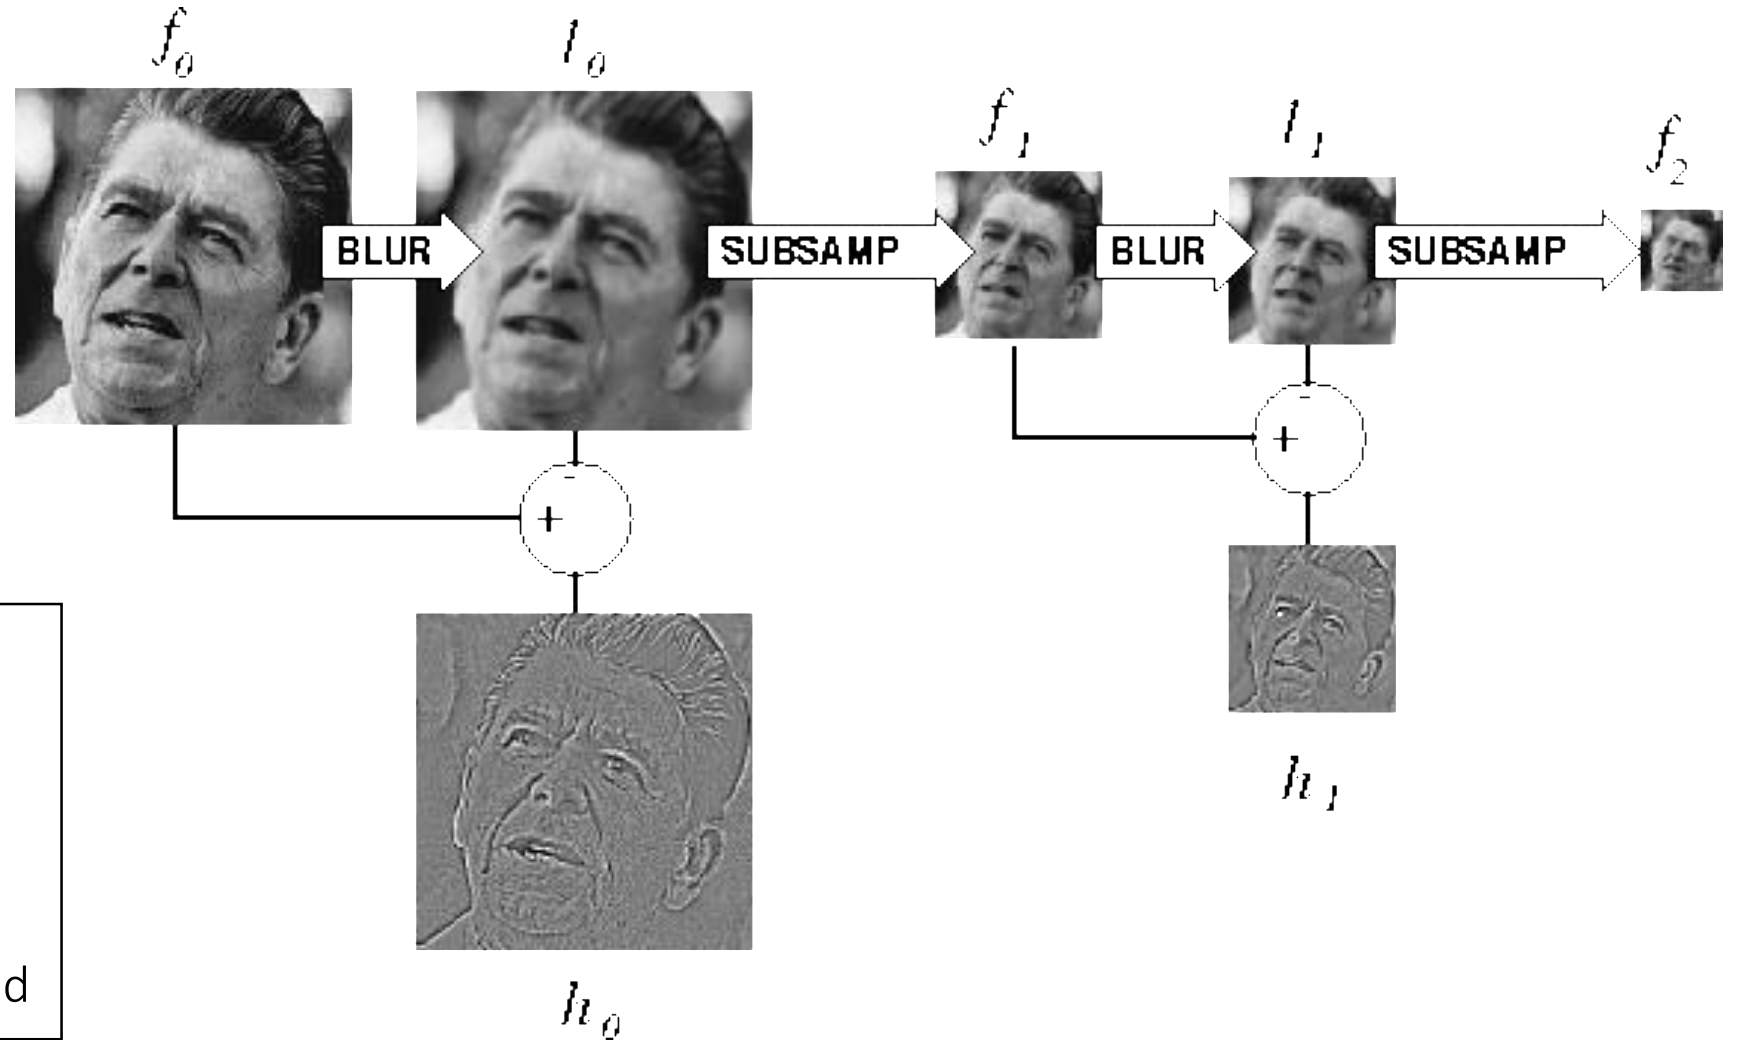 f0 l0
f1 l1 f2
BLUR SUBSAMP BLUR SUBSAMP
-
+
-
+
h1
d
h0